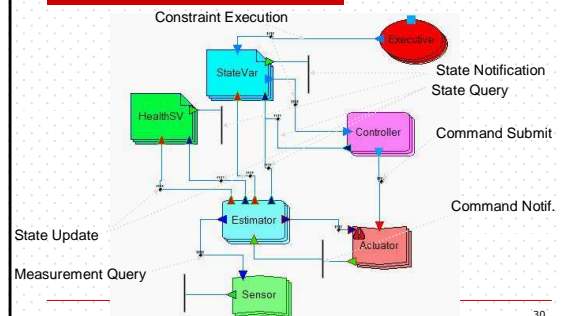 Constraint Execution
Executive
StateVar
State Notification
State Query
HealthSV
Controller
Command Submit
Command Notif.
Estimator
State Update
Actuator
Measurement Query
Sensor
30